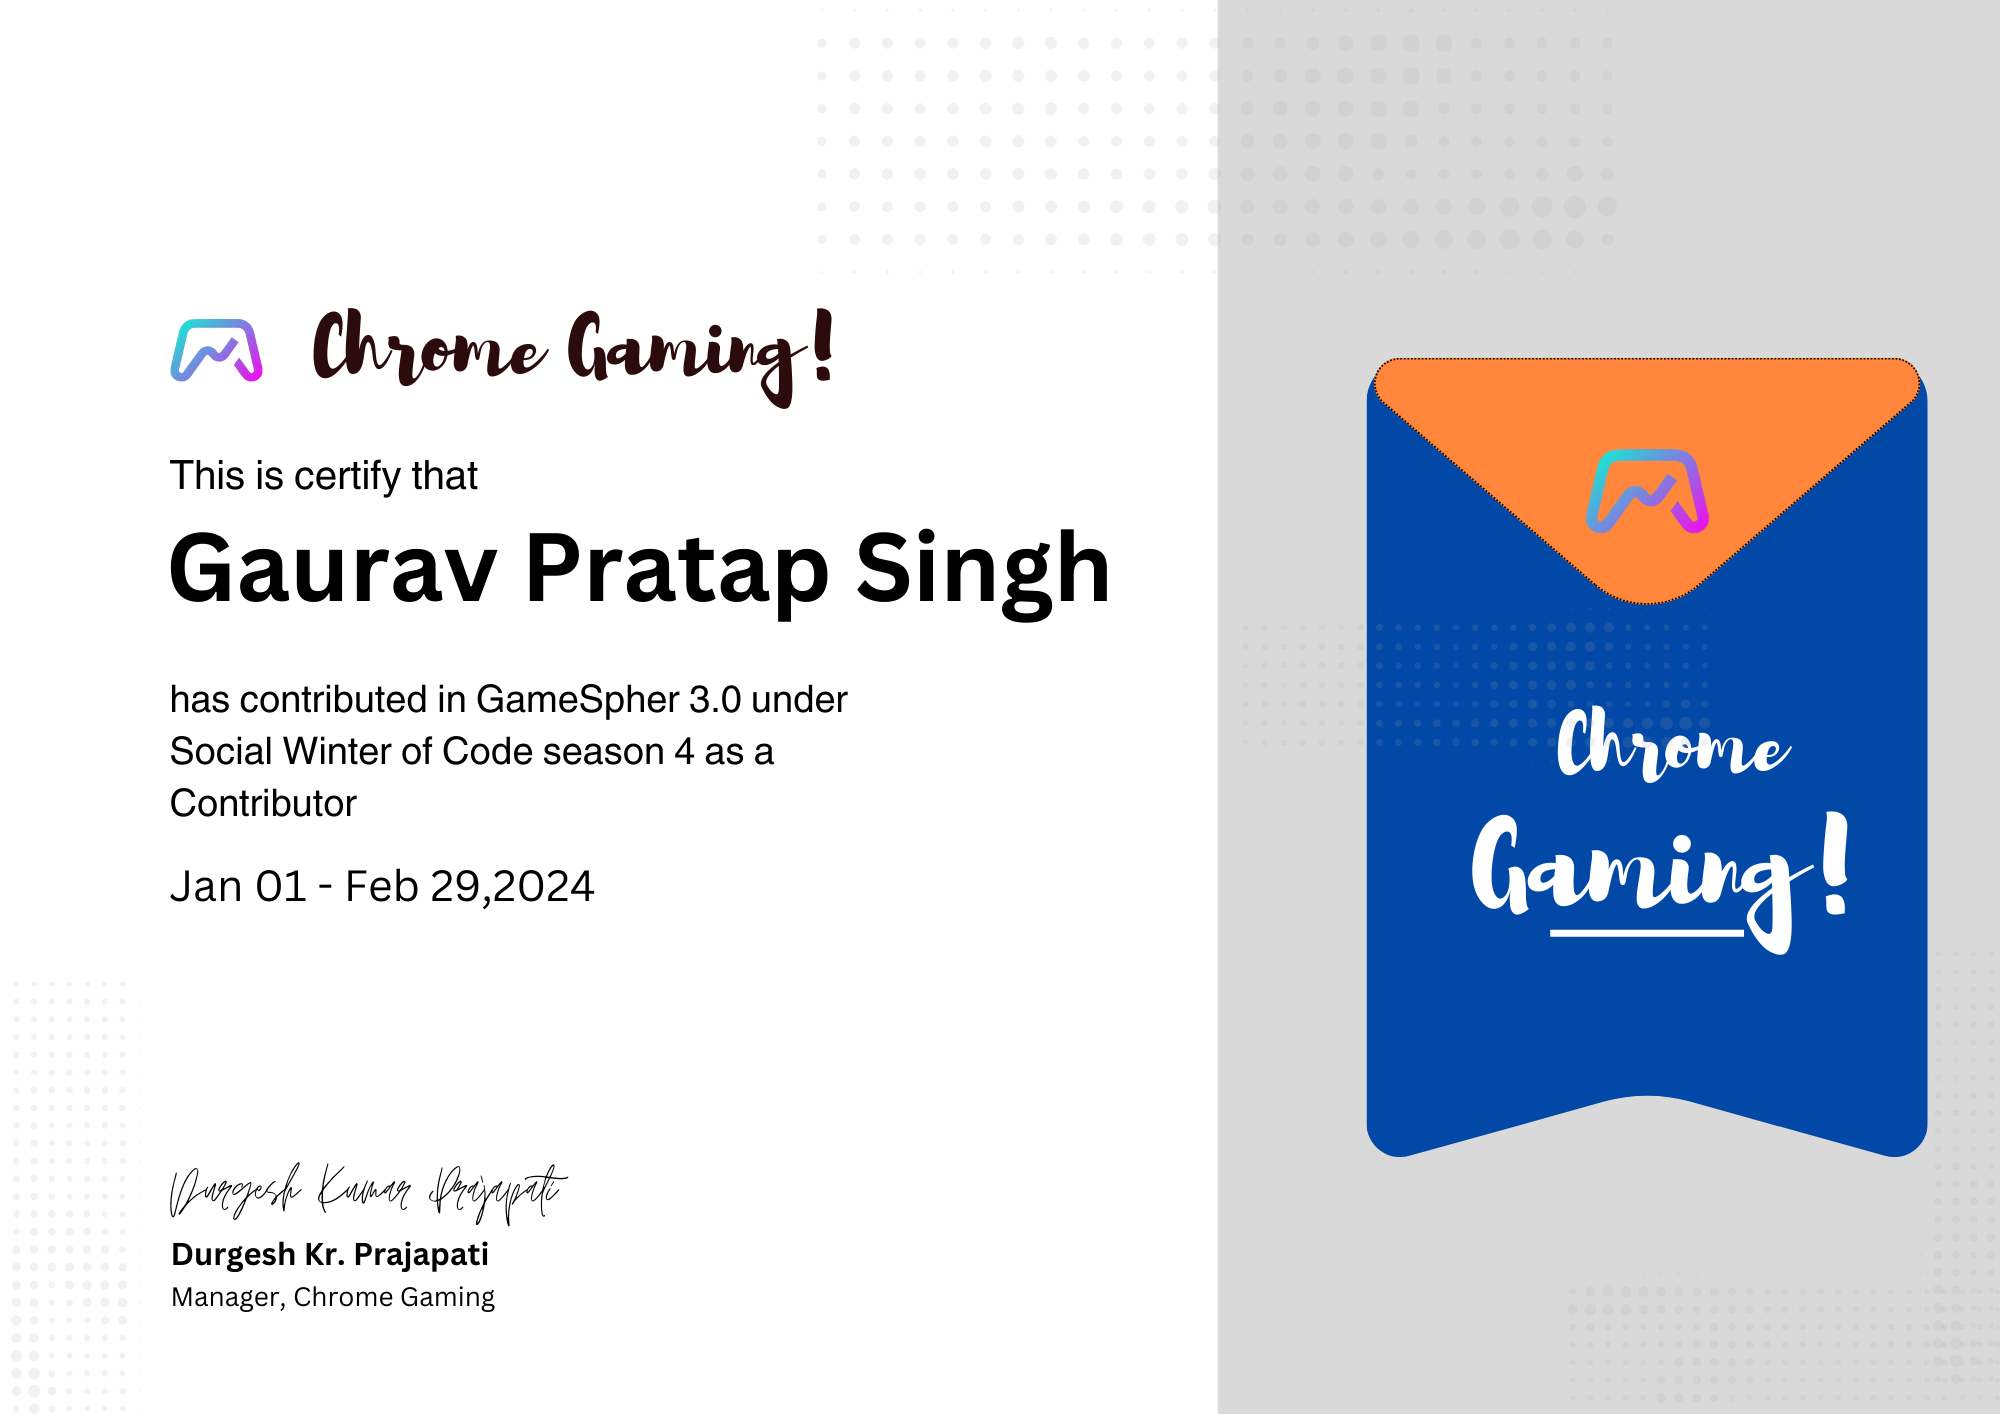 Chrome Gaming!
This is certify that
Gaurav Pratap Singh
has contributed in GameSpher 3.0 under
Social Winter of Code season 4 as a
Contributor
Jan 01 - Feb 29,2024
Durgesh Kumar Prajapati
Durgesh Kr. Prajapati
Manager, Chrome Gaming
Chrome
Gaming!